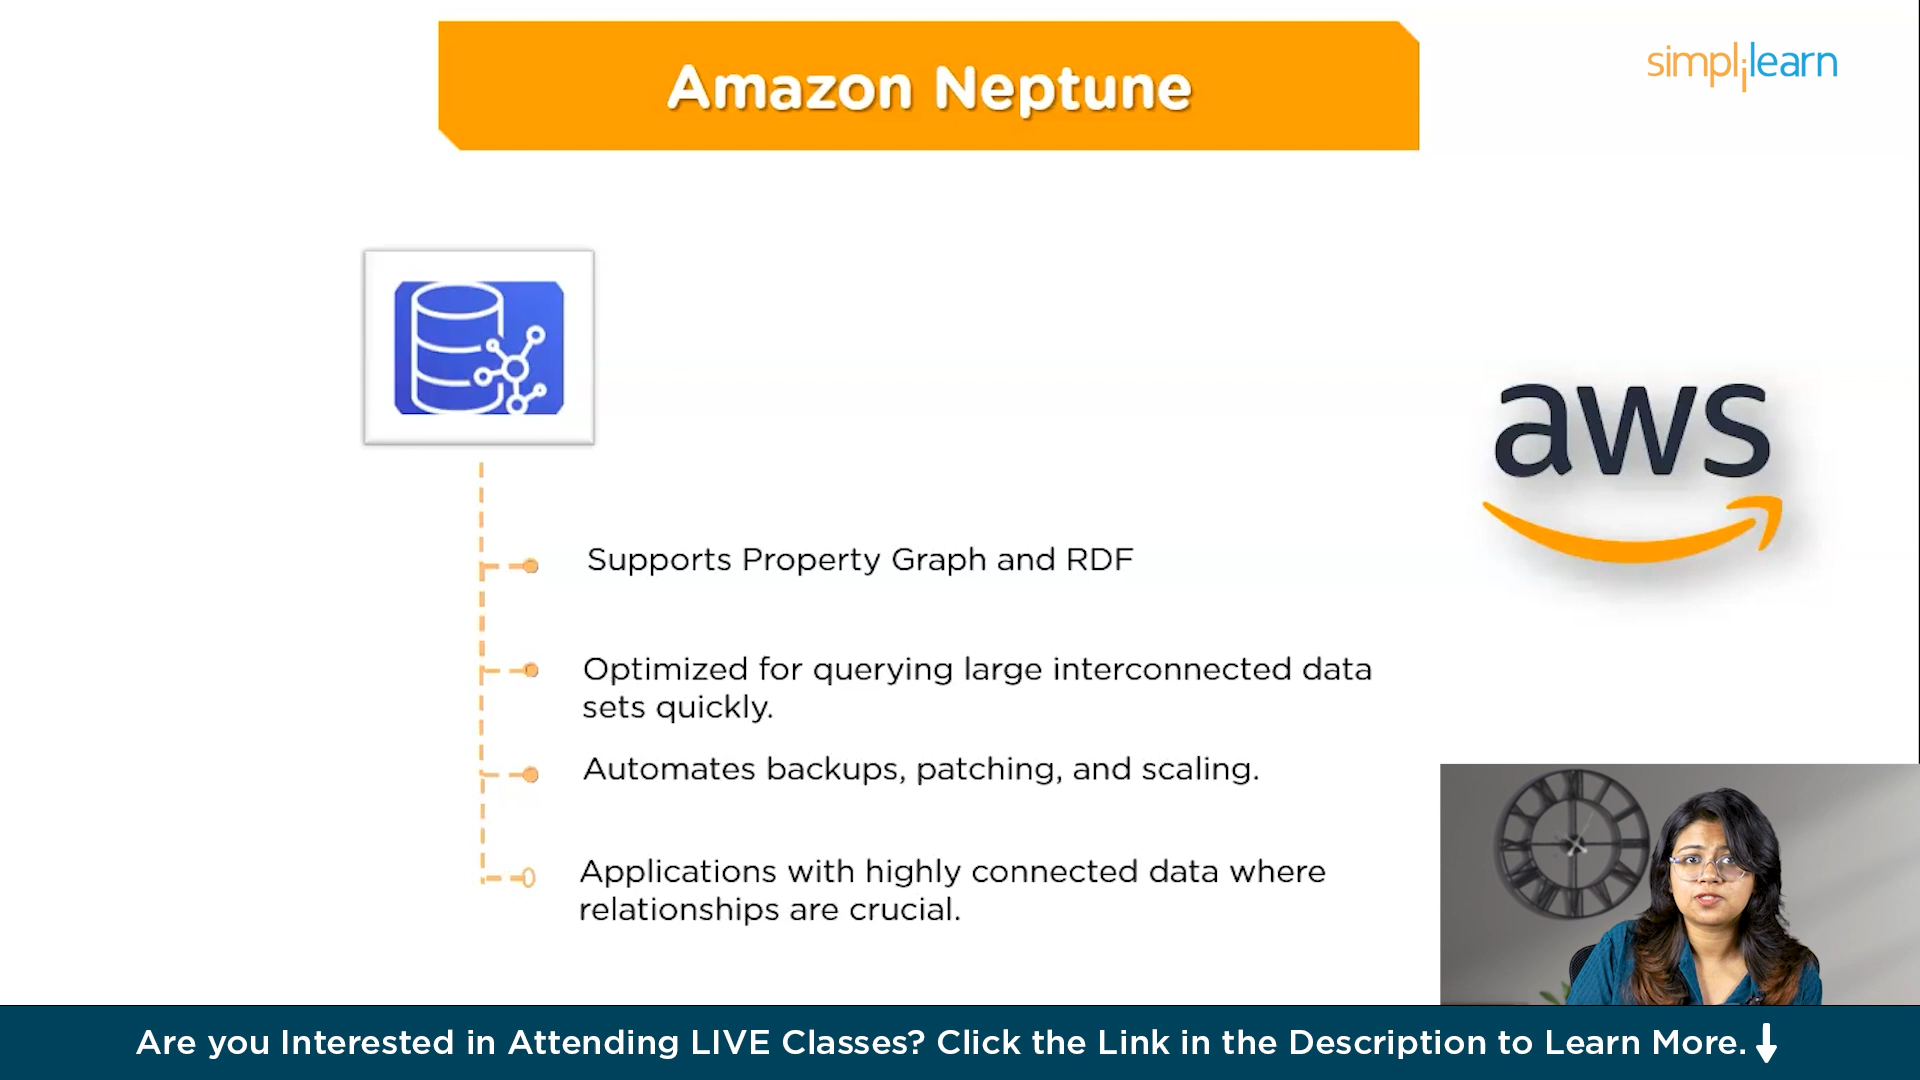 Amazon Neptune
simplilearn
aws
Supports Property Graph and RDF
Optimized for querying large interconnected data
sets quickly.
Automates backups, patching, and scaling.
Applications with highly connected data where
relationships are crucial.
Are you Interested in Attending LIVE Classes? Click the Link in the Description to Learn More.